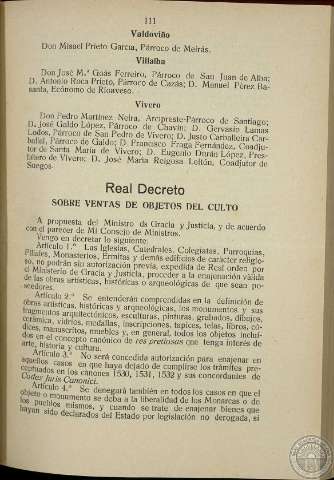 111
Valdoviño
Don Misael Prieto García, Párroco de Meirás.
Villalba
Don José M.ª Goás Ferreiro, Párroco de San Juan de Alba;
D. Antonio Roca Prieto, Párroco de Cazás; D. Manuel Pérez Ba-
santa, Ecónomo de Rioaveso.
Vivero
Don Pedro Martínez Neira, Arcipreste-Párroco de Santiago;
D. José Galdo López, Párroco de Chavín; D. Gervasio Lamas
Lodos, Párroco de San Pedro de Vivero; D. Justo Carballeira Car-
ballal, Párroco de Galdo; D. Francisco Fraga Fernández, Coadju-
tor de Santa María de Vivero; D. Eugenio Durán López, Pres-
bítero de Vivero; D. José María Reigosa Leitón, Coadjutor de
Suegos
Real Decreto
SOBRE VENTAS DE OBJETOS DEL CULTO
A propuesta del Ministro de Gracia y Justicia, y de acuerdo
con el parecer de Mi Consejo de Ministros.
Vengo en decretar lo siguiente:
Artículo 1.º Las Iglesias, Catedrales, Colegiatas, Parroquias,
Filiales, Monasterios, Ermitas y demás edificios de carácter religio-
so, no podrán sin autorización previa, expedida de Real orden por
el Ministerio de Gracia y Justicia, proceder a la enajenación válida
de las obras artísticas, históricas o arqueológicas de que sean po-
seedores.
Artículo 2.º Se entenderán comprendidas en la definición de
obras artísticas, históricas y arqueológicas, los monumentos y sus
fragmentos arquitectónicos, esculturas, pinturas, grabados, dibujos,
cerámica, vidrios, medallas, inscripciones, tapices, telas, libros, có-
dices, manuscritos, muebles y, en general, todos los objetos inclui-
dos en el concepto canónico de res pretiosas que tenga interés de
arte, historia y cultura.
Artículo 3.º No será concedida autorización para enajenar en
aquellos casos en que haya dejado de cumplirse los trámites pre-
ceptuados en los cánones 1530, 1531, 1532 y sus concordantes de
Codex Juris Canonici.
Artículo 4.º Se denegará también en todos los casos en que el
objeto o monumento se deba a la liberalidad de los Monarcas o de
los pueblos mismos, y cuando se trate de enajenar bienes que
hayan sido declarados del Estado por legislación no derogada, si